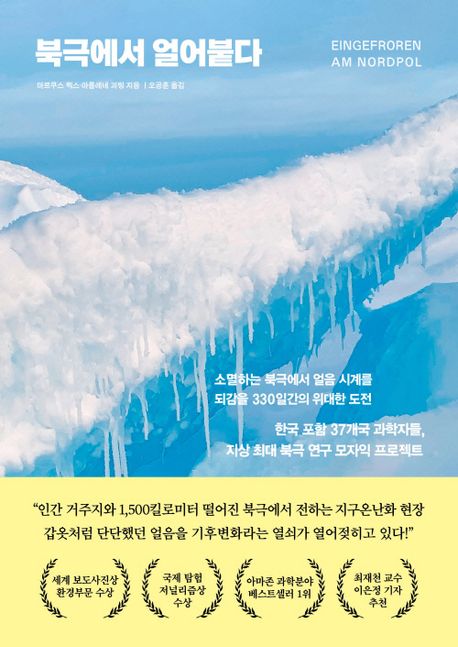 북극에서 얼어붙다
EINGEFROREN
AM NORDPOL
마르쿠스 렉스·마를레네 괴링 지음 | 오공훈 옮김
소멸하는 북극에서 얼음 시계를
되감을 330일간의 위대한 도전
한국 포함 37개국 과학자들,
지상 최대 북극 연구 모자익 프로젝트
“인간 거주지와 1,500킬로미터 떨어진 북극에서 전하는 지구온난화 현장
갑옷처럼 단단했던 얼음을 기후변화라는 열쇠가 열어젖히고 있다!”
세계 보도사진상
환경부문 수상
국제 탐험
저널리즘상
수상
아마존 과학분야
베스트셀러 1위
최재천 교수
이은정 기자
추천